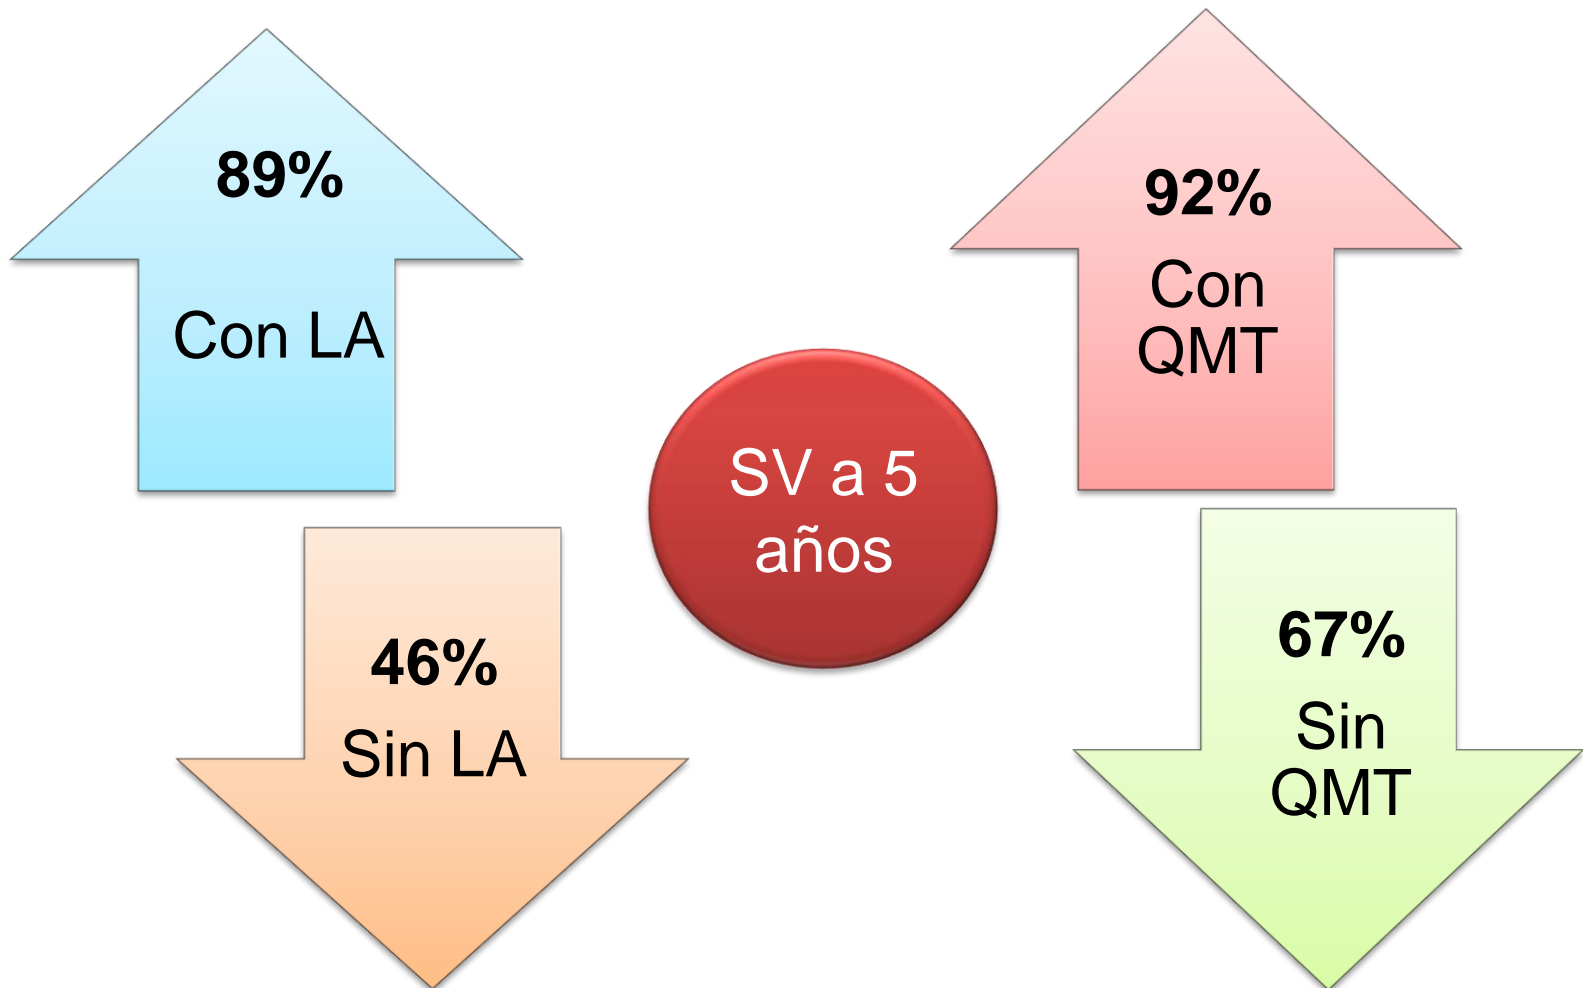 89%
Con LA
92%
Con
QMT
SV a 5
años
46%
Sin LA
67%
Sin
QMT